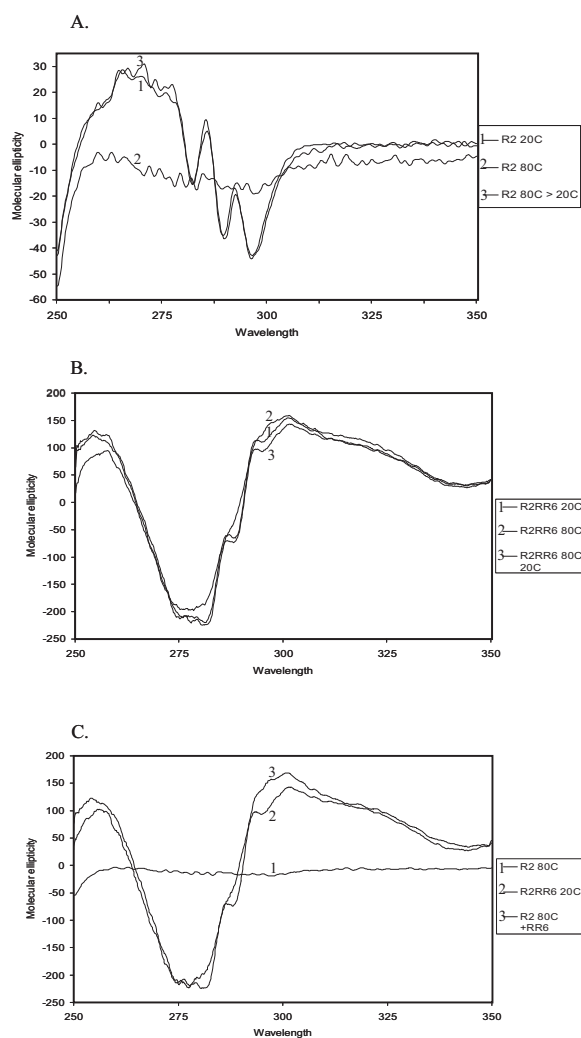 A.
Molecular ellipticity
30
20
10
0
-10
-20
-30
-40
-50
-60
250
275
300
325
350
Wavelength
3
1
2
1 R2 20C
2 R2 80C
3 R2 80C > 20C
B.
Molecular ellipticity
200
150
100
50
0
-50
-100
-150
-200
-250
250
275
300
350
Wavelength
2
1
3
1 R2RR6 20C
2 R2RR6 80C
3 R2RR6 80C
20C
C.
Molecular ellipticity
200
150
100
50
0
-50
-100
-150
-200
-250
250
275
300
350
Wavelength
3
2
1
1 R2 80C
2 R2RR6 20C
3 R2 80C
+RR6